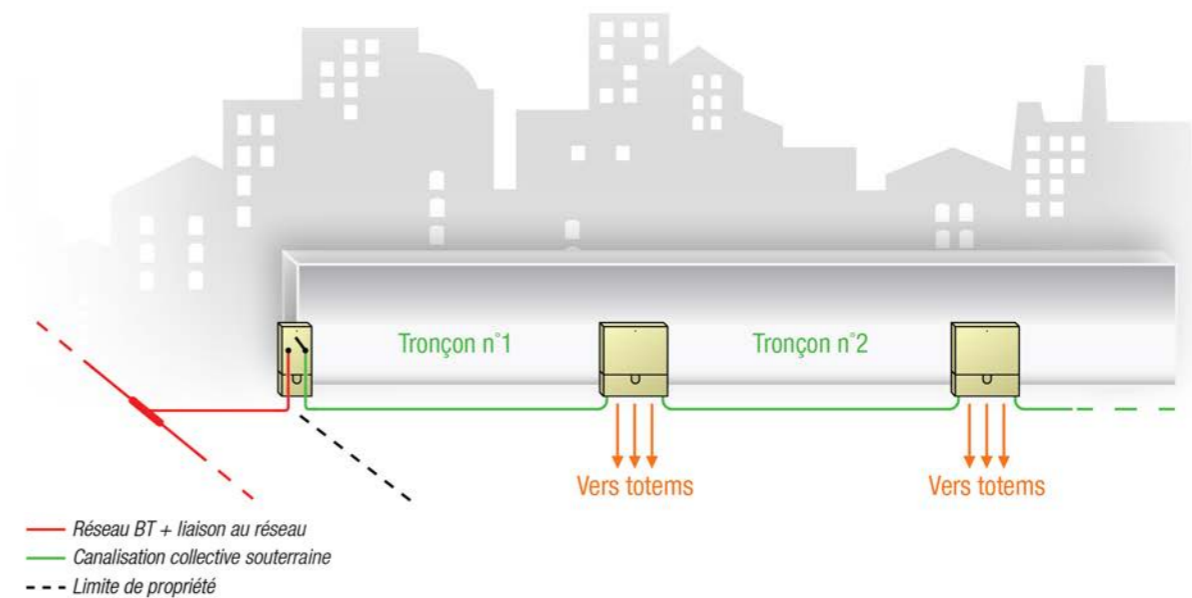 Tronçon n°1
Tronçon n°2
Vers totems
Vers totems
Réseau BT + liaison au réseau
Canalisation collective souterraine
Limite de propriété